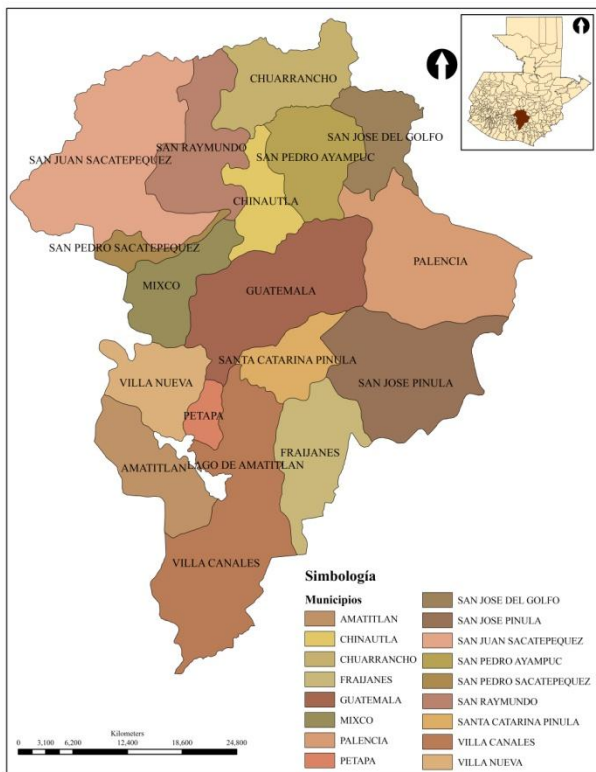 CHUARRANCHO
SAN JOSE DEL GOLFO
SAN RAYMUNDO
SAN PEDRO AYAMPUC
SAN JUAN SACATEPEQUEZ
CHINAUTLA
SAN PEDRO SACATEPEQUEZ
PALENCIA
MIXCO
GUATEMALA
SANTA CATARINA PINULA
VILLA NUEVA
SAN JOSE PINULA
PETAPA
FRAIJANES
AMATITLAN
LAGO DE AMATITLAN
VILLA CANALES
Simbología
Municipios
AMATITLAN
CHINAUTLA
CHUARRANCHO
FRAIJANES
GUATEMALA
MIXCO
PALENCIA
PETAPA
SAN JOSE DEL GOLFO
SAN JOSE PINULA
SAN JUAN SACATEPEQUEZ
SAN PEDRO AYAMPUC
SAN PEDRO SACATEPEQUEZ
SAN RAYMUNDO
SANTA CATARINA PINULA
VILLA CANALES
VILLA NUEVA
Kilometers
0 3,100 6,200 12,400 18,600 24,800